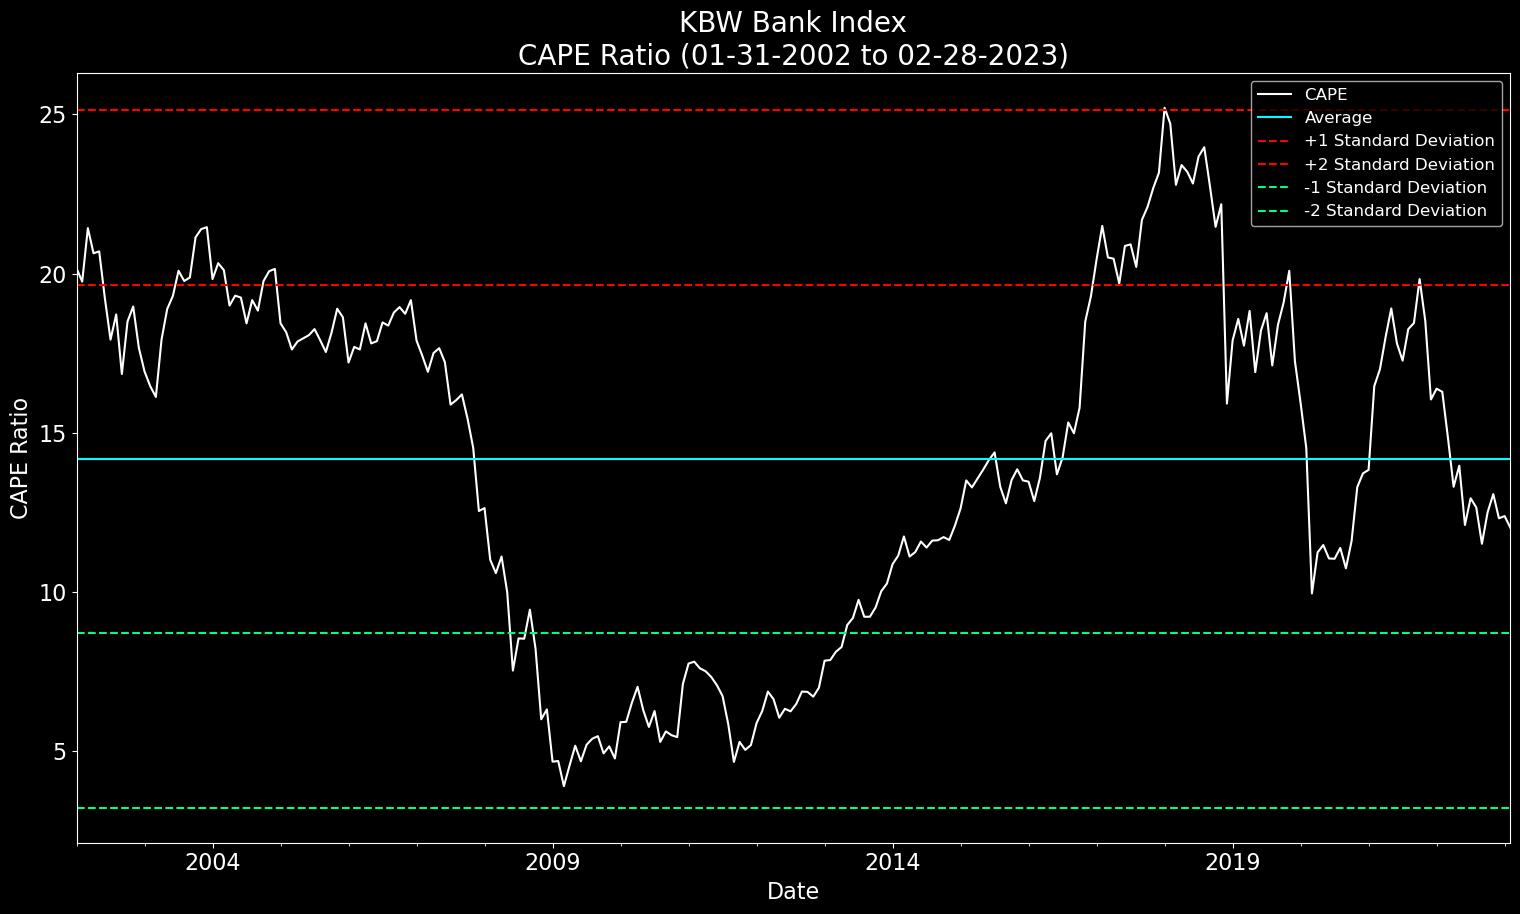 KBW Bank Index
CAPE Ratio (01-31-2002 to 02-28-2023)
CAPE
Average
+1 Standard Deviation
+2 Standard Deviation
-1 Standard Deviation
-2 Standard Deviation
CAPE Ratio
25
20
15
10
5
2004
2009
2014
2019
Date